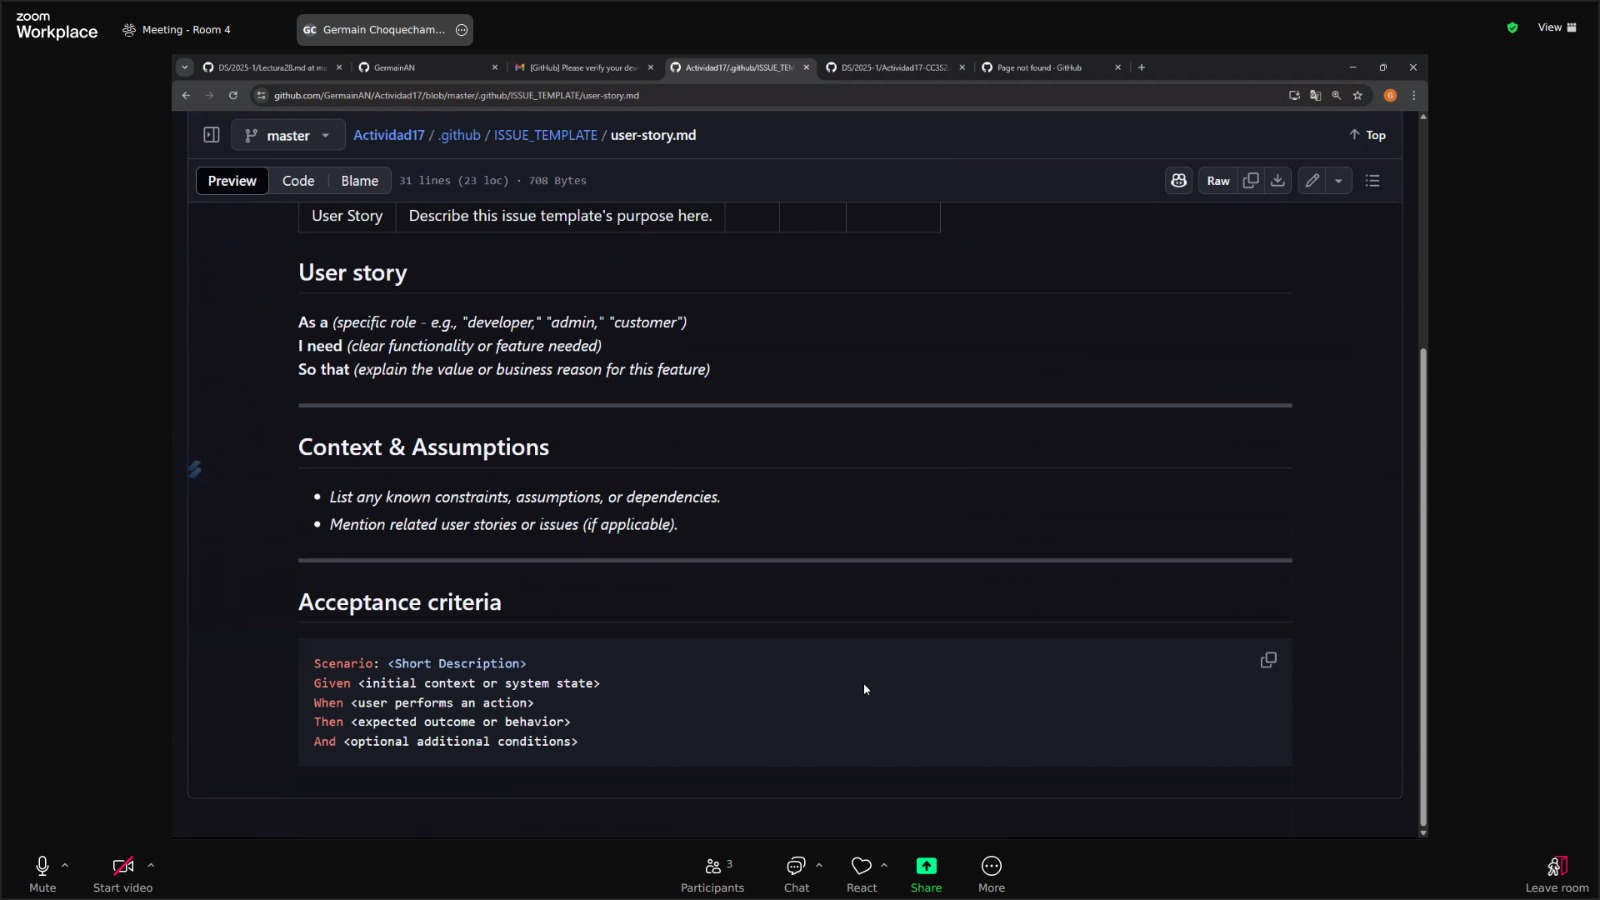 zoom
Workplace
Meeting - Room 4
GC Germain Choquecham...
View
DS/2025-1/Lectura28.md at ma
GermainAN
[GitHub] Please verify your devi
Actividad17/.github/ISSUE_TEM
DS/2025-1/Actividad17-CC3S2
Page not found · GitHub
github.com/GermainAN/Actividad17/blob/master/.github/ISSUE_TEMPLATE/user-story.md
G
master
Actividad17 / .github / ISSUE_TEMPLATE / user-story.md
Top
Preview Code Blame 31 lines (23 loc) · 708 Bytes
Raw
User Story Describe this issue template's purpose here.
User story
As a (specific role - e.g., "developer," "admin," "customer")
I need (clear functionality or feature needed)
So that (explain the value or business reason for this feature)
Context & Assumptions
• List any known constraints, assumptions, or dependencies.
• Mention related user stories or issues (if applicable).
Acceptance criteria
Scenario: <Short Description>
Given <initial context or system state>
When <user performs an action>
Then <expected outcome or behavior>
And <optional additional conditions>
Mute
Start video
3
Participants
Chat
React
Share
More
Leave room